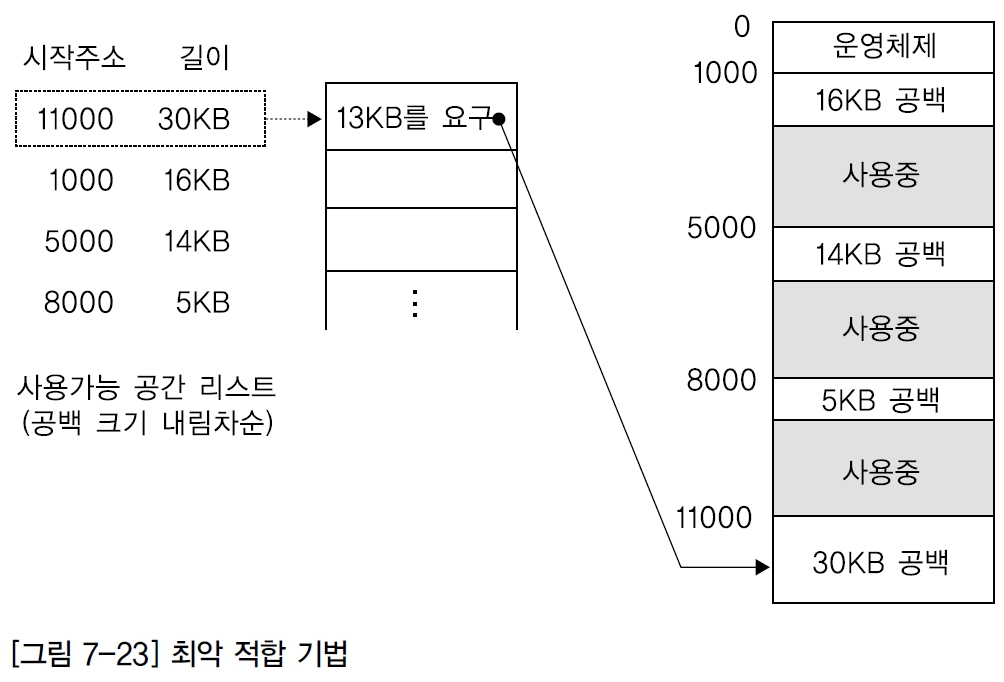 시작주소 길이
11000 30KB
1000 16KB
5000 14KB
8000 5KB
사용가능 공간 리스트
(공백 크기 내림차순)
13KB를 요구
⋮
0
운영체제
1000
16KB 공백
사용중
5000
14KB 공백
사용중
8000
5KB 공백
사용중
11000
30KB 공백
[그림 7-23] 최악 적합 기법